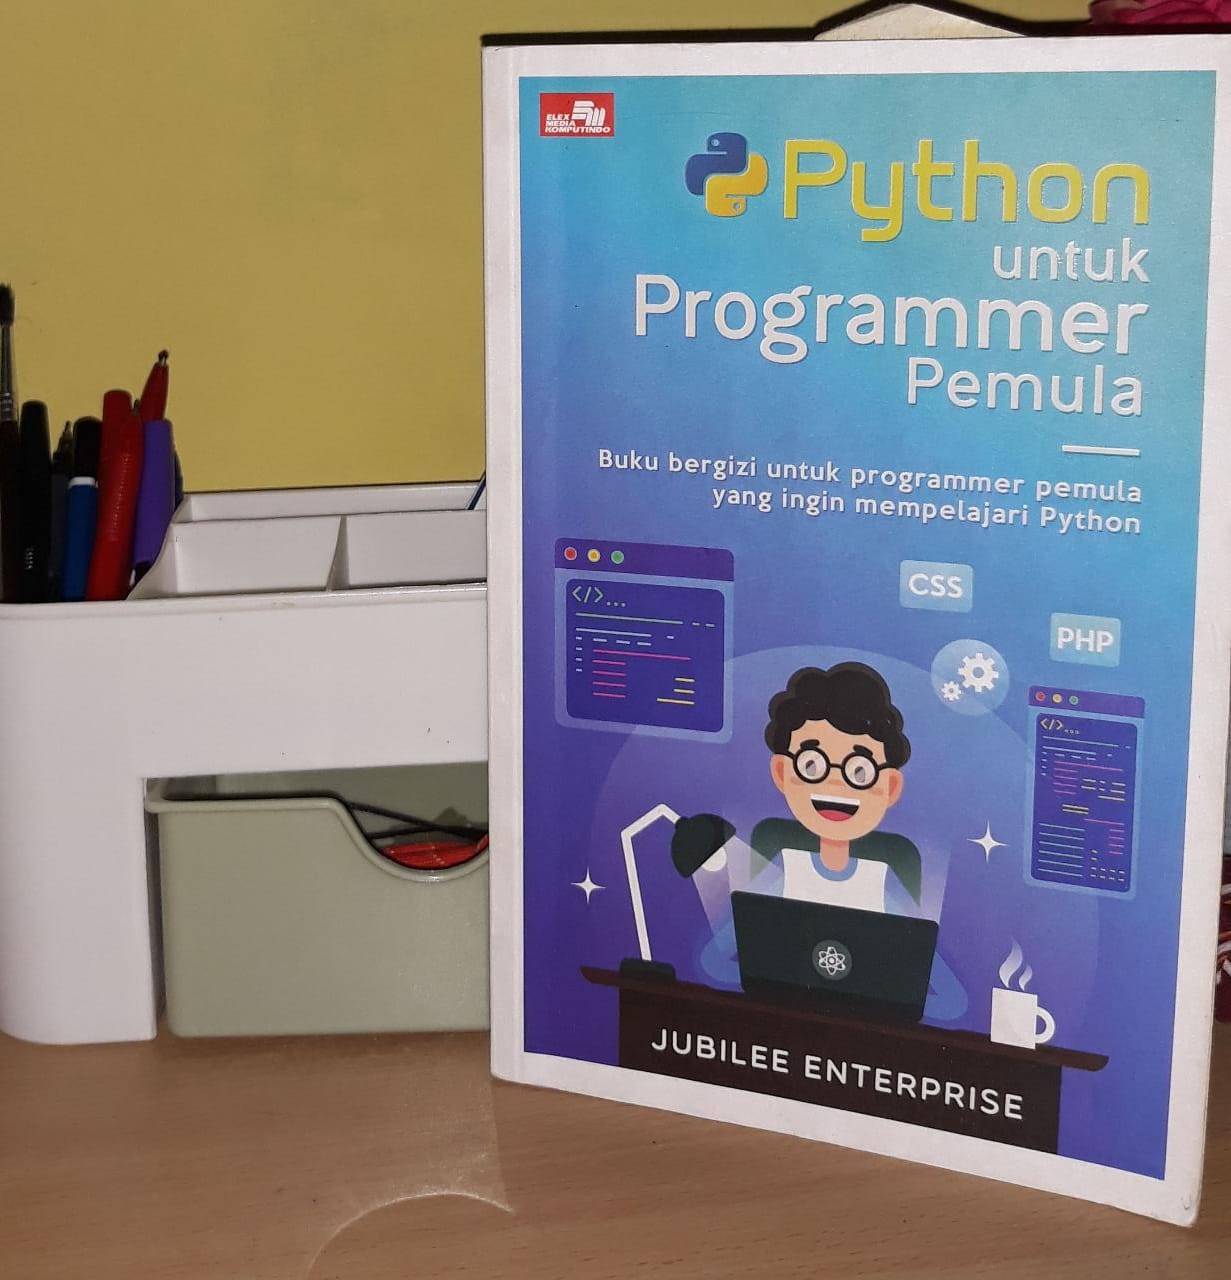 ELEX
MEDIA
KOMPUTINDO
Python
untuk
Programmer
Pemula
Buku bergizi untuk programmer pemula
yang ingin mempelajari Python
</>...
CSS
PHP
</>...
JUBILEE ENTERPRISE